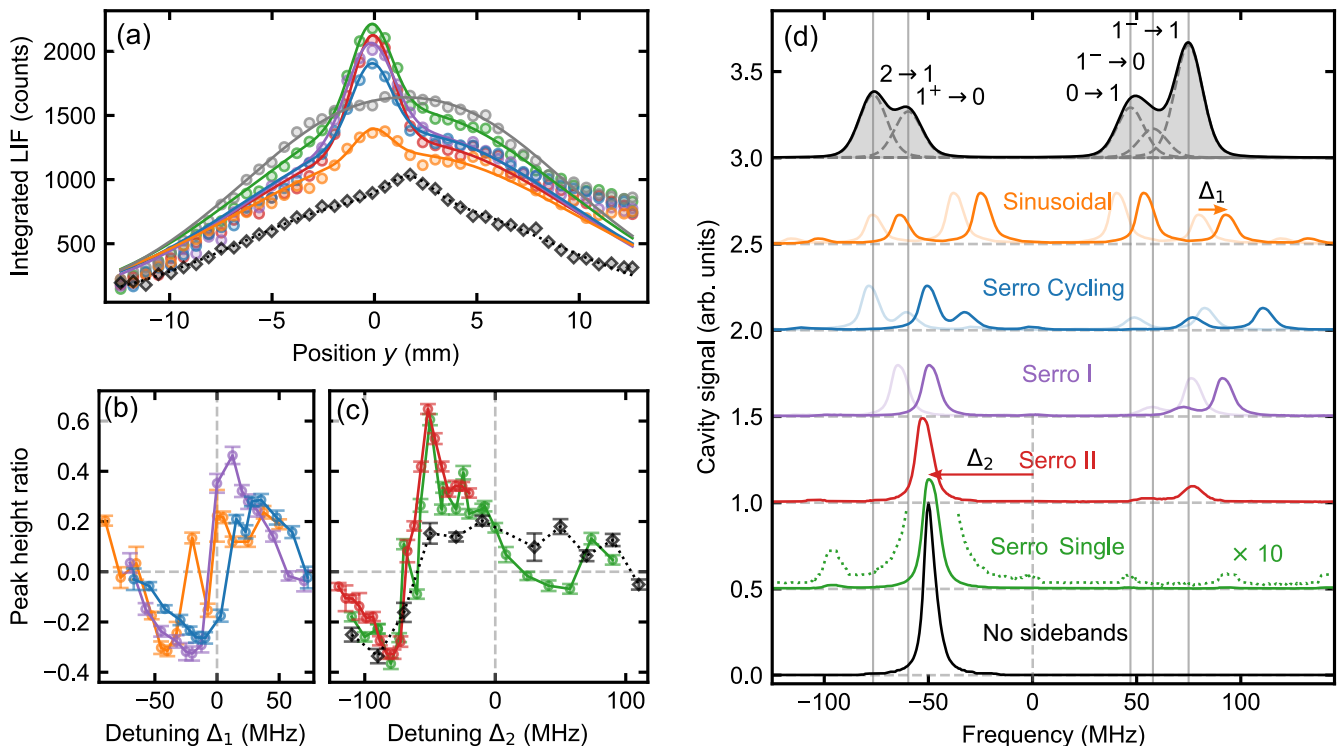 (a)
Integrated LIF (counts)
2000
1500
1000
500
−10
−5
0
5
10
Position y (mm)
(b)
Peak height ratio
0.6
0.4
0.2
0.0
−0.2
−0.4
−50
0
50
Detuning Δ₁ (MHz)
(c)
−100
−50
0
50
100
Detuning Δ₂ (MHz)
(d)
Cavity signal (arb. units)
3.5
3.0
2.5
2.0
1.5
1.0
0.5
0.0
2 → 1
1⁺ → 0
1⁻ → 1
1⁻ → 0
0 → 1
Sinusoidal
Δ₁
Serro Cycling
Serro I
Δ₂
Serro II
Serro Single
× 10
No sidebands
−100
−50
0
50
100
Frequency (MHz)